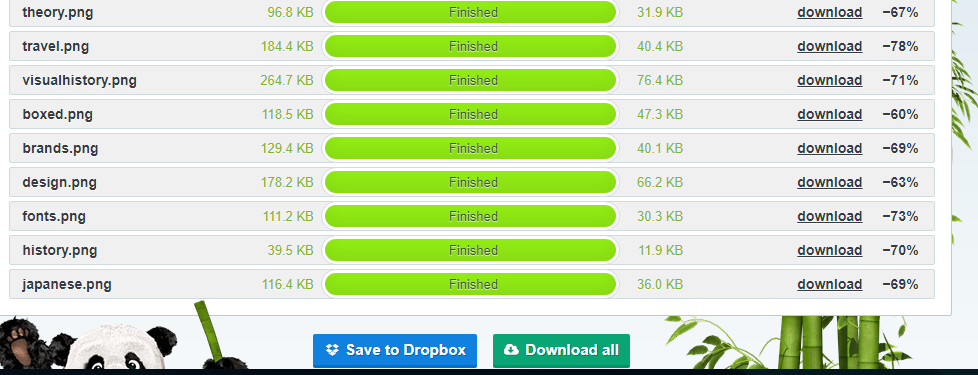 theory.png 96.8 KB Finished 31.9 KB download −67%
travel.png 184.4 KB Finished 40.4 KB download −78%
visualhistory.png 264.7 KB Finished 76.4 KB download −71%
boxed.png 118.5 KB Finished 47.3 KB download −60%
brands.png 129.4 KB Finished 40.1 KB download −69%
design.png 178.2 KB Finished 66.2 KB download −63%
fonts.png 111.2 KB Finished 30.3 KB download −73%
history.png 39.5 KB Finished 11.9 KB download −70%
japanese.png 116.4 KB Finished 36.0 KB download −69%
Save to Dropbox Download all